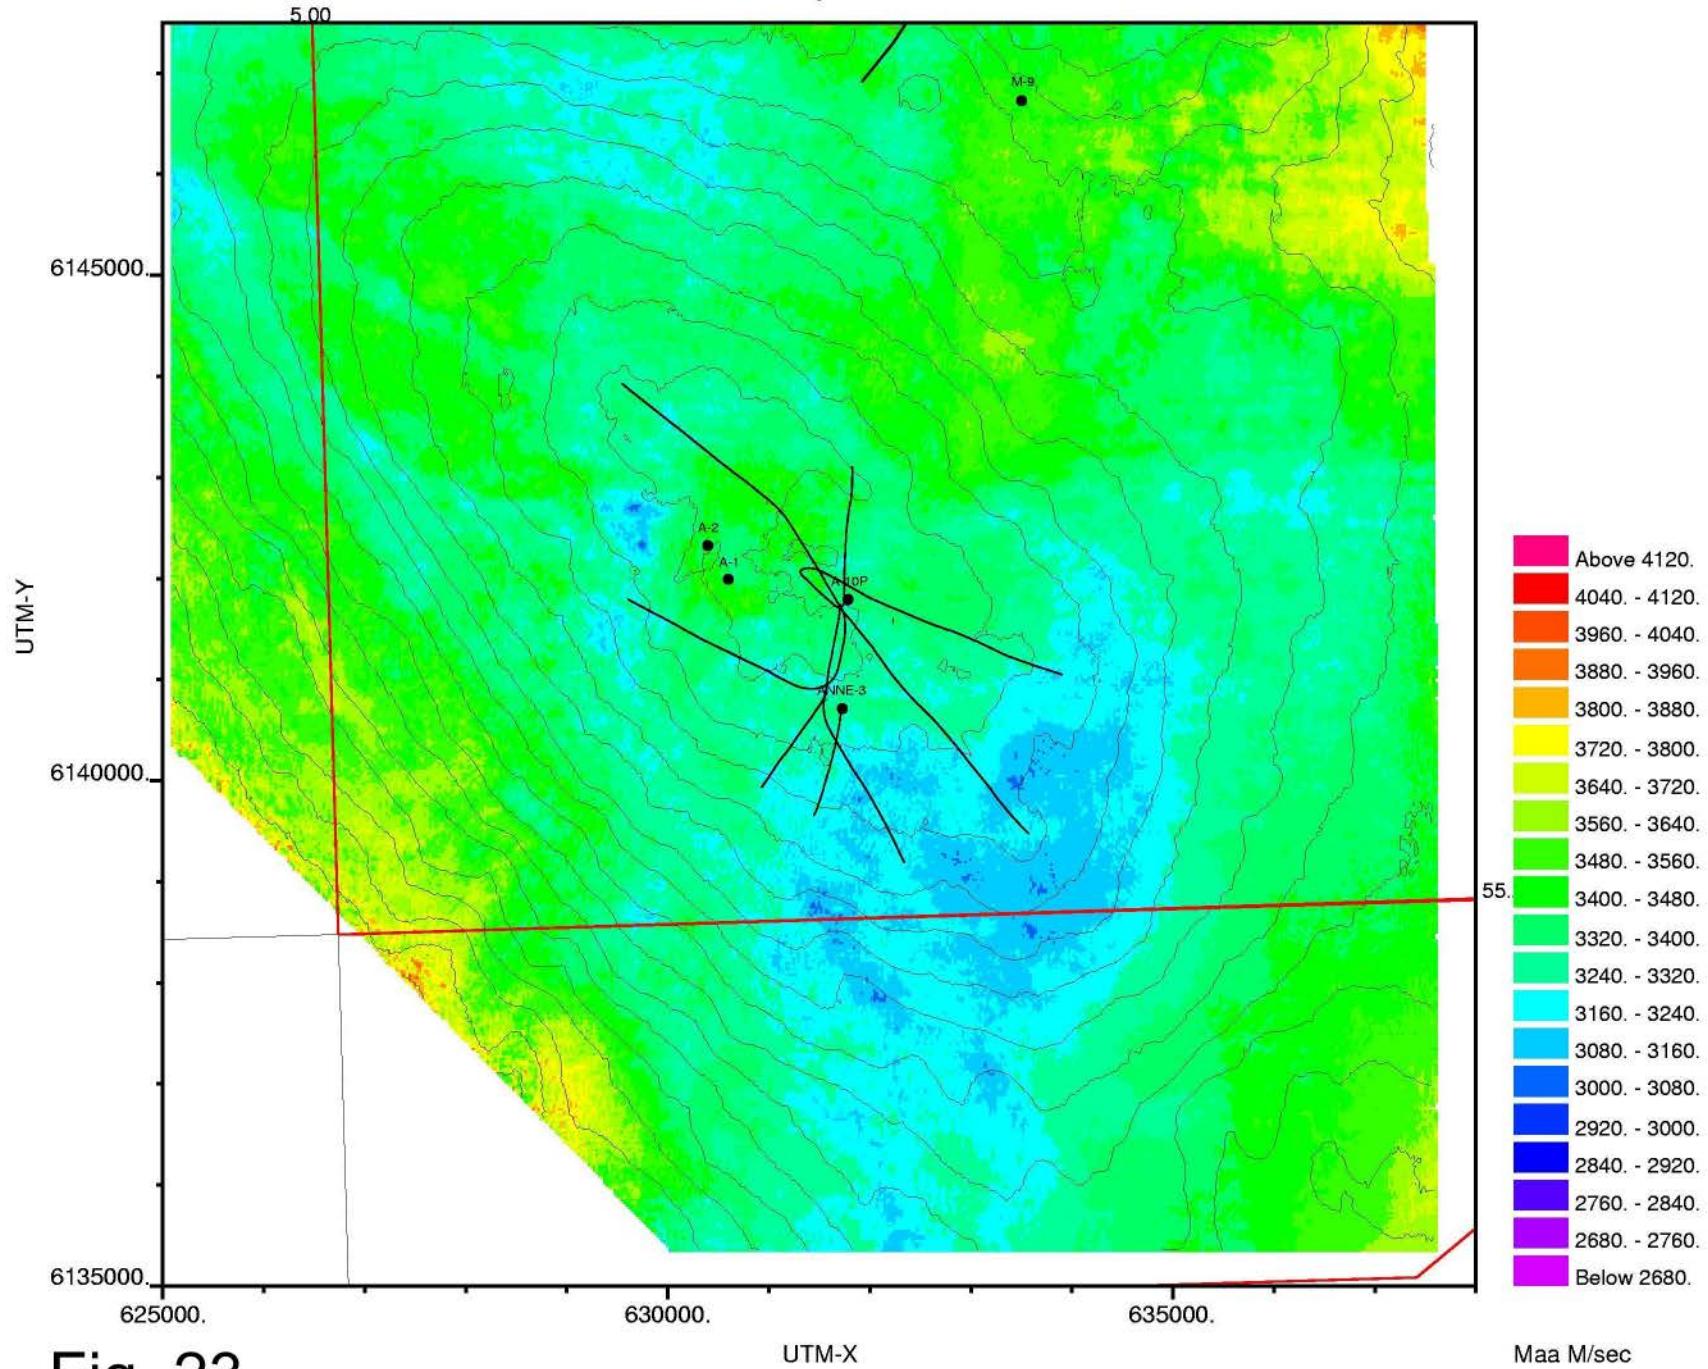 5.00
M-9
6145000.
A-2
A-1
A-10P
UTM-Y
ANNE-3
6140000.
55.
6135000.
625000.
630000.
635000.
UTM-X
Above 4120.
4040. - 4120.
3960. - 4040.
3880. - 3960.
3800. - 3880.
3720. - 3800.
3640. - 3720.
3560. - 3640.
3480. - 3560.
3400. - 3480.
3320. - 3400.
3240. - 3320.
3160. - 3240.
3080. - 3160.
3000. - 3080.
2920. - 3000.
2840. - 2920.
2760. - 2840.
2680. - 2760.
Below 2680.
Maa M/sec